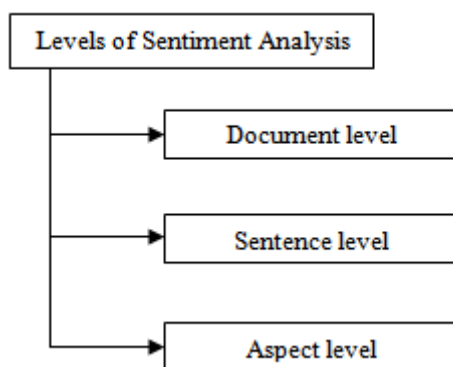 Levels of Sentiment Analysis
Document level
Sentence level
Aspect level